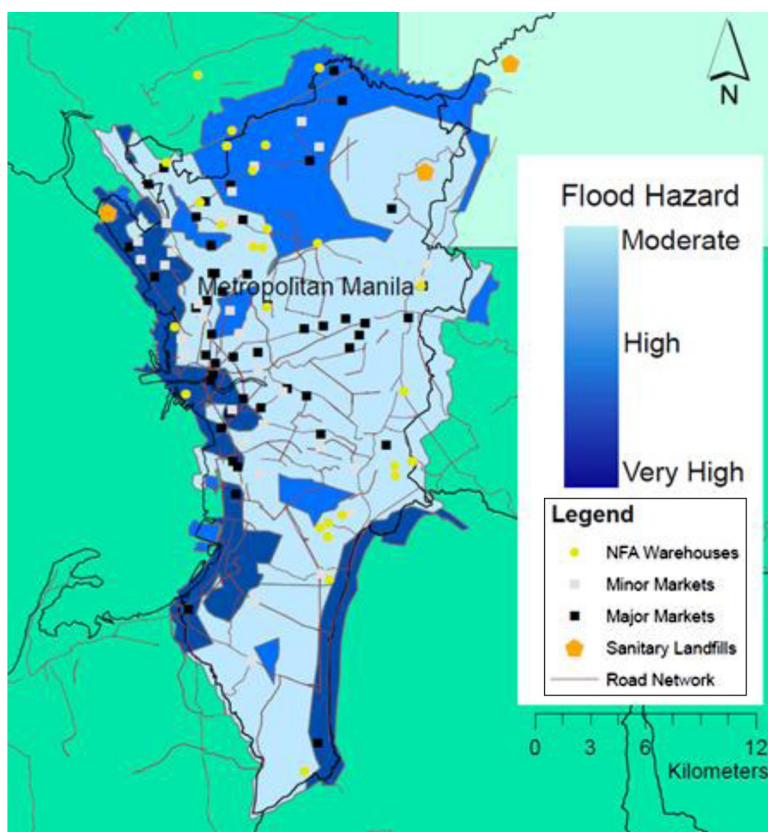 N
Flood Hazard
Moderate
High
Very High
Metropolitan Manila
Legend
NFA Warehouses
Minor Markets
Major Markets
Sanitary Landfills
Road Network
0 3 6 12
Kilometers